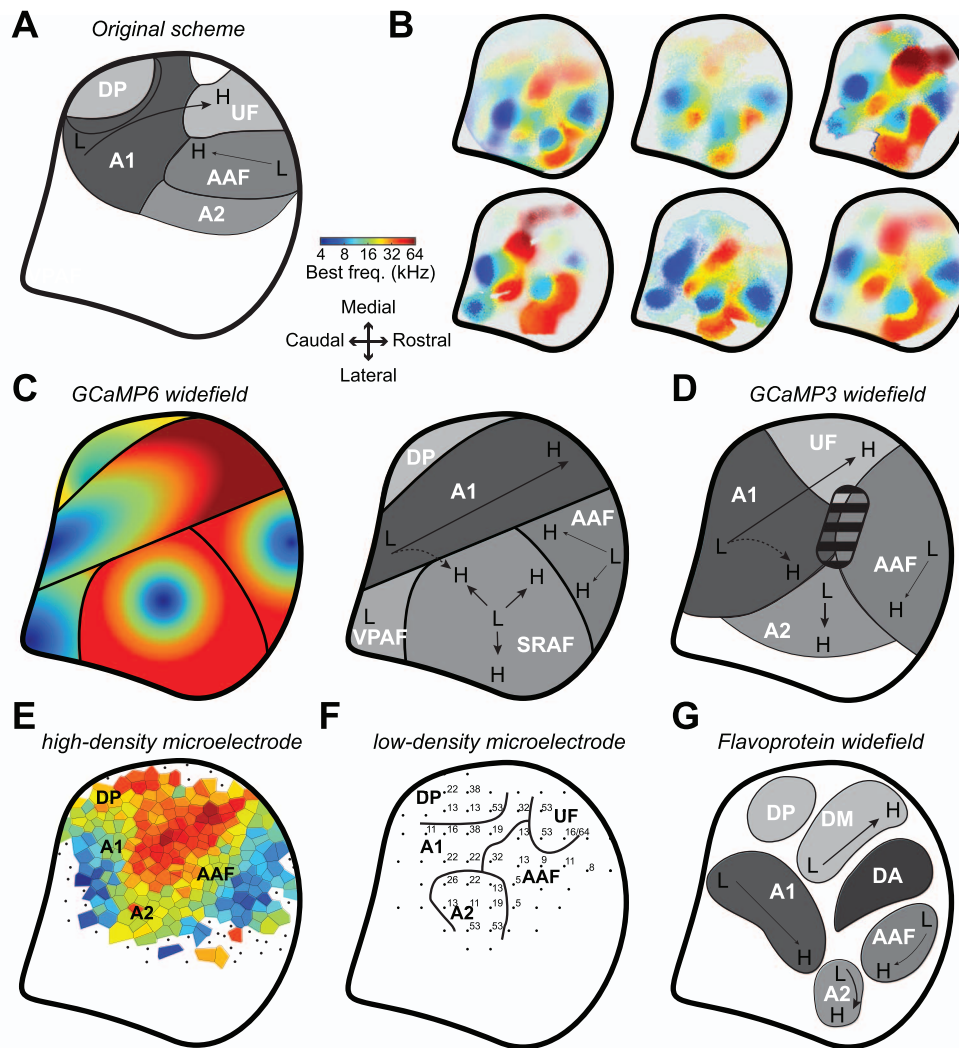 A
Original scheme
DP
H
UF
L
A1
H
AAF
L
A2
B
4 8 16 32 64
Best freq. (kHz)
Medial
Caudal Rostral
Lateral
C
GCaMP6 widefield
DP
H
A1
AAF
H
L
L
H
H
H
L
VPAF
SRAF
H
D
GCaMP3 widefield
UF
H
A1
L
H
L
AAF
L
H
A2
H
E
high-density microelectrode
DP
A1
AAF
A2
F
low-density microelectrode
DP
22 38
13 13 53 32 53
UF
11 16 38 19 13 53 16/64
A1
22 22 32
13 9 11 8
AAF
26 22 13 5
13 11 19 5
A2
53 53
G
Flavoprotein widefield
DP
DM
H
L
DA
L
A1
H
AAF
L
H
L
A2
H